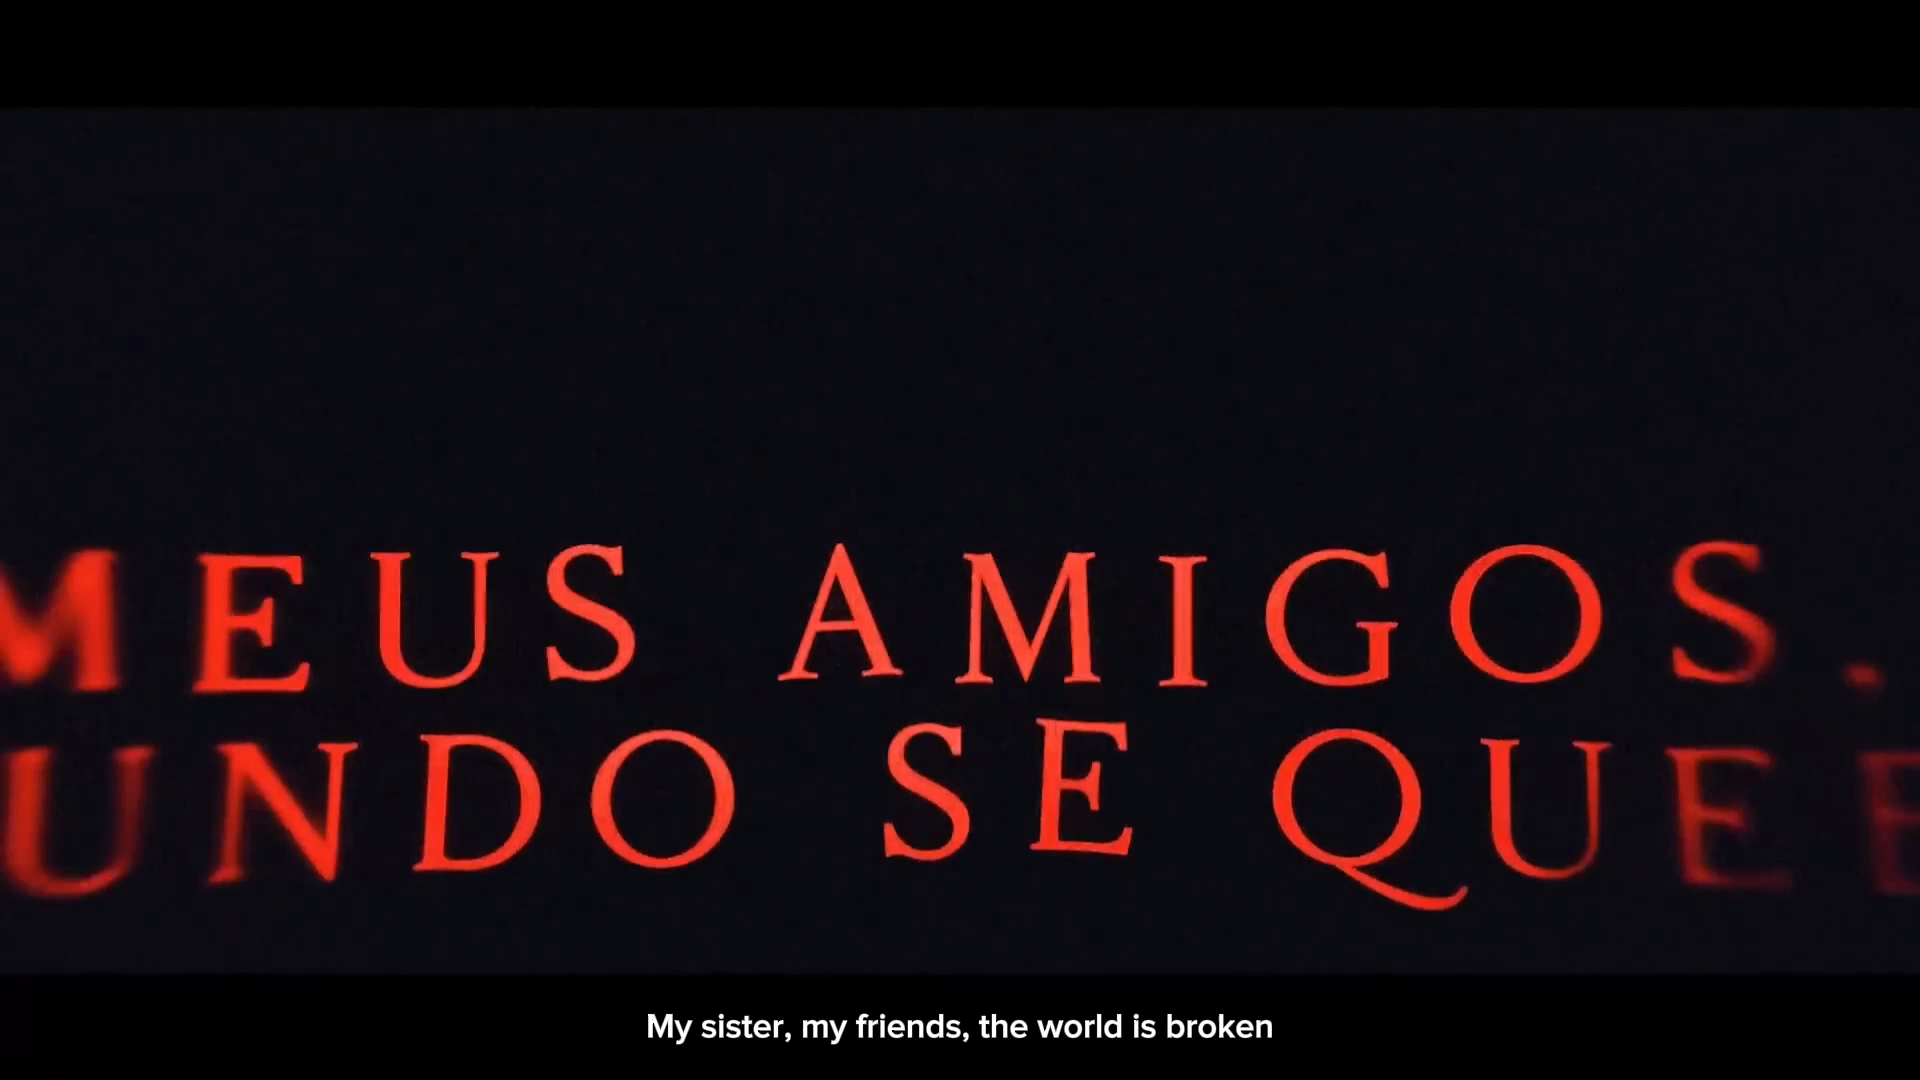 MEUS AMIGOS.
UNDO SE QUE
My sister, my friends, the world is broken